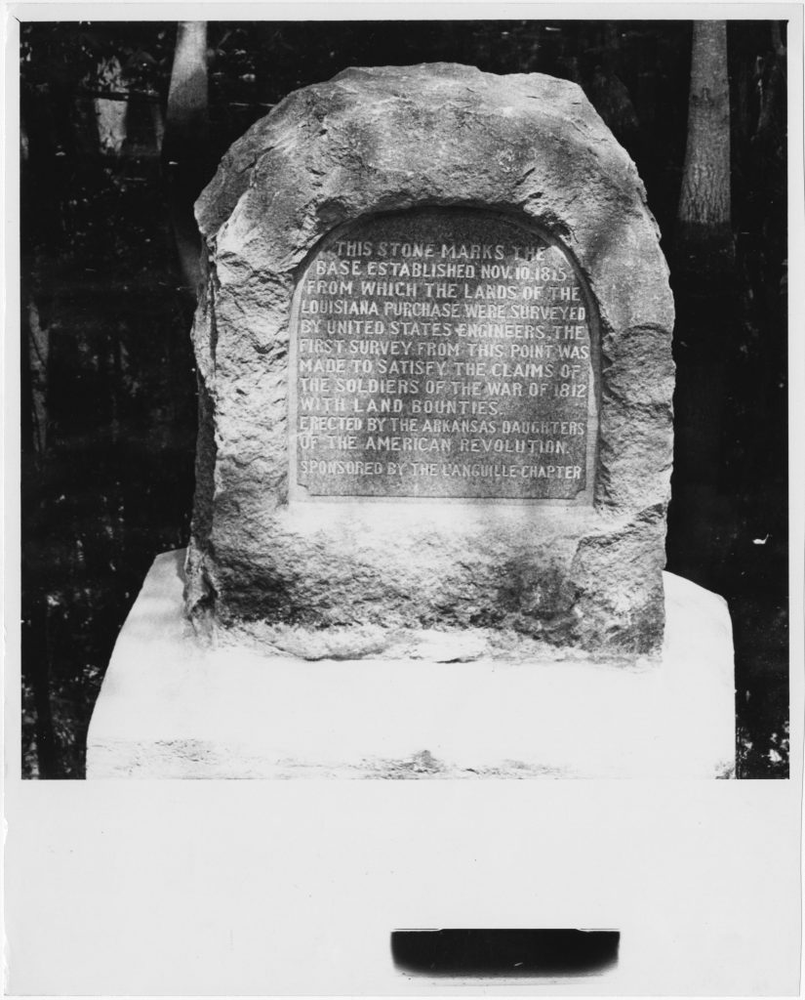 THIS STONE MARKS THE
BASE ESTABLISHED NOV. 10, 1815
FROM WHICH THE LANDS OF THE
LOUISIANA PURCHASE WERE SURVEYED
BY UNITED STATES ENGINEERS. THE
FIRST SURVEY FROM THIS POINT WAS
MADE TO SATISFY THE CLAIMS OF
THE SOLDIERS OF THE WAR OF 1812
WITH LAND BOUNTIES.
ERECTED BY THE ARKANSAS DAUGHTERS
OF THE AMERICAN REVOLUTION.
SPONSORED BY THE L'ANGUILLE CHAPTER